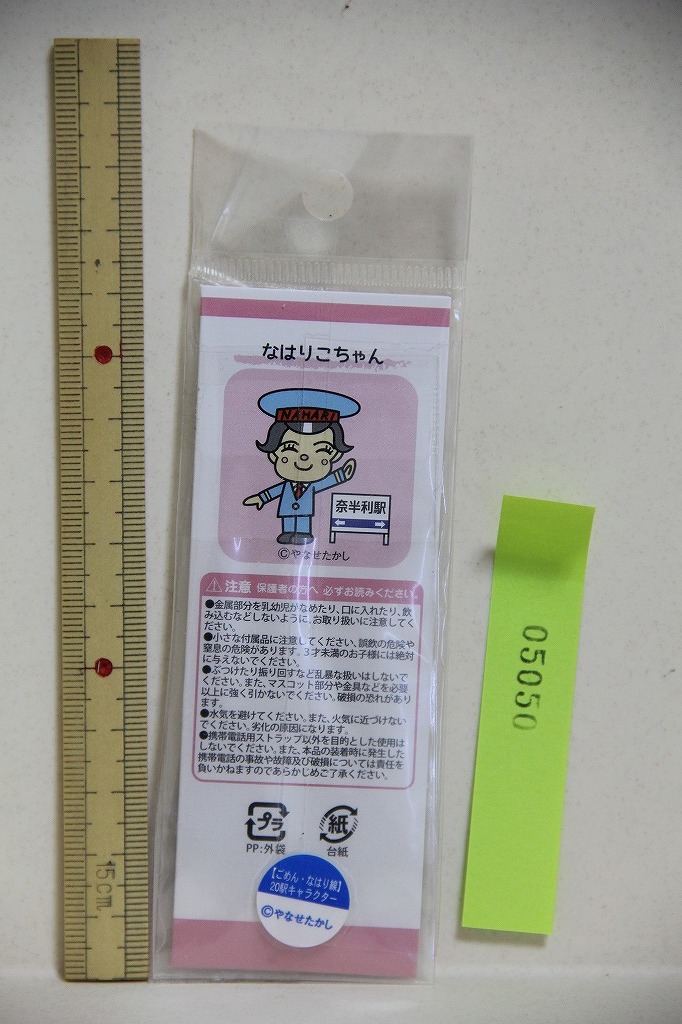 なはりこちゃん
NAHARI
奈半利駅
©やなせたかし
注意 保護者の方へ 必ずお読みください。
●金属部分を乳幼児がなめたり、口に入れたり、飲
み込むなどしないように、お取り扱いに注意してく
ださい。
●小さな付属品に注意してください、誤飲の危険や
窒息の危険があります。3才未満のお子様には絶対
に与えないでください。
●ぶつけたり振り回すなど乱暴な扱いはしないで
ください。また、マスコット部分や金具などを必要
以上に強く引かないでください。破損の恐れがあり
ます。
●水気を避けてください。また、火気に近づけない
でください。劣化の原因になります。
●携帯電話用ストラップ以外を目的とした使用は
しないでください。また、本品の装着時に発生した
携帯電話の事故や故障及び破損については責任を
負いかねますのであらかじめご了承ください。
プラ
PP:外袋
紙
台紙
【ごめん・なはり線】
20駅キャラクター
©やなせたかし
15cm
05050